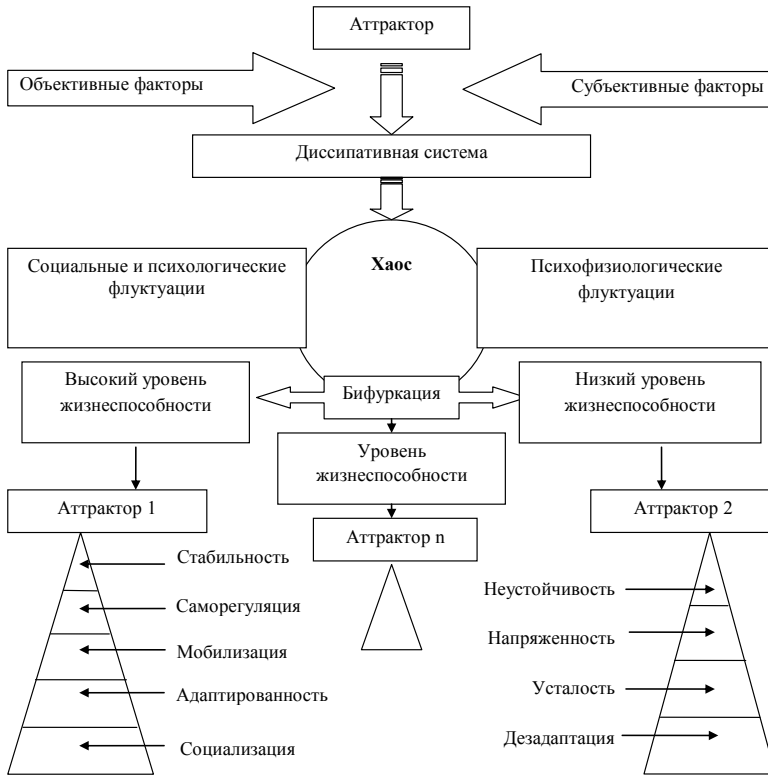 Аттрактор
Объективные факторы
Субъективные факторы
Диссипативная система
Хаос
Социальные и психологические
флуктуации
Психофизиологические
флуктуации
Высокий уровень
жизнеспособности
Бифуркация
Низкий уровень
жизнеспособности
Уровень
жизнеспособности
Аттрактор 1
Аттрактор n
Аттрактор 2
Стабильность
Саморегуляция
Мобилизация
Адаптированность
Социализация
Неустойчивость
Напряженность
Усталость
Дезадаптация